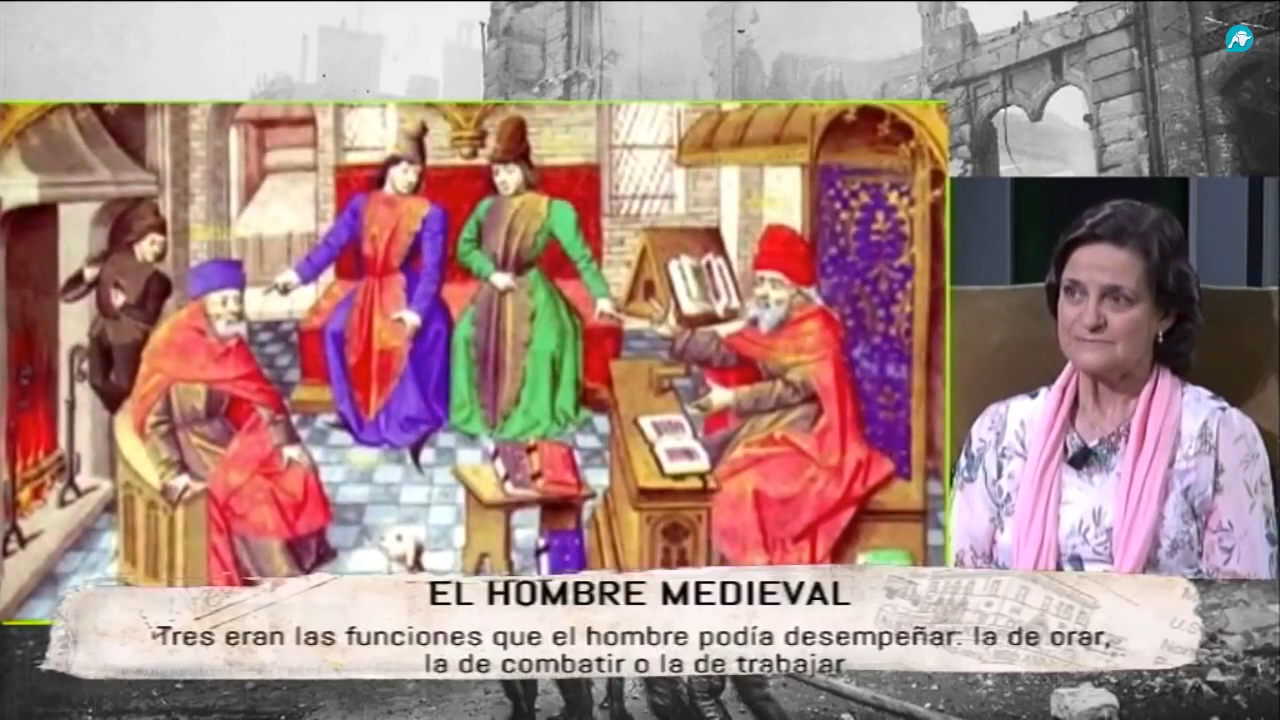 EL HOMBRE MEDIEVAL
Tres eran las funciones que el hombre podía desempeñar: la de orar,
la de combatir o la de trabajar
U.S